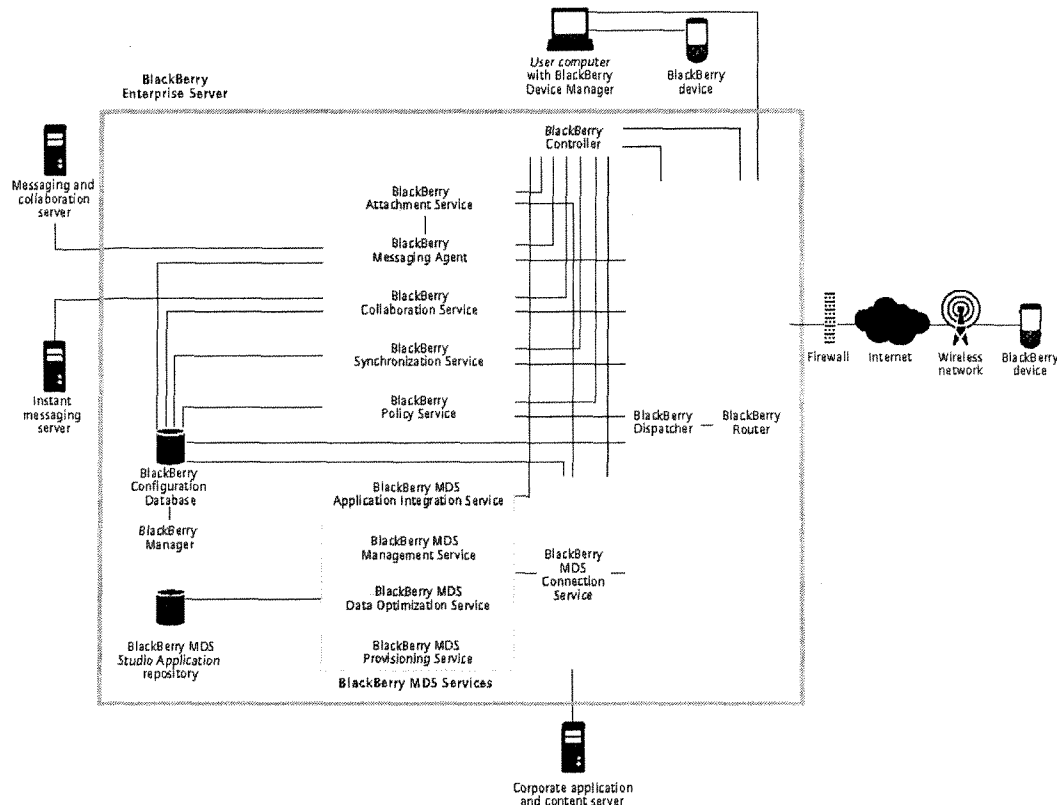 User computer
with BlackBerry
Device Manager
BlackBerry
device
BlackBerry
Enterprise Server
BlackBerry
Controller
Messaging and
collaboration
server
BlackBerry
Attachment Service
BlackBerry
Messaging Agent
BlackBerry
Collaboration Service
BlackBerry
Synchronization Service
BlackBerry
Policy Service
Instant
messaging
server
BlackBerry
Dispatcher
BlackBerry
Router
Firewall
Internet
Wireless
network
BlackBerry
device
BlackBerry
Configuration
Database
BlackBerry
Manager
BlackBerry MDS
Application Integration Service
BlackBerry MDS
Management Service
BlackBerry MDS
Data Optimization Service
BlackBerry MDS
Provisioning Service
BlackBerry MDS Services
BlackBerry
MDS
Connection
Service
BlackBerry MDS
Studio Application
repository
Corporate application
and content server